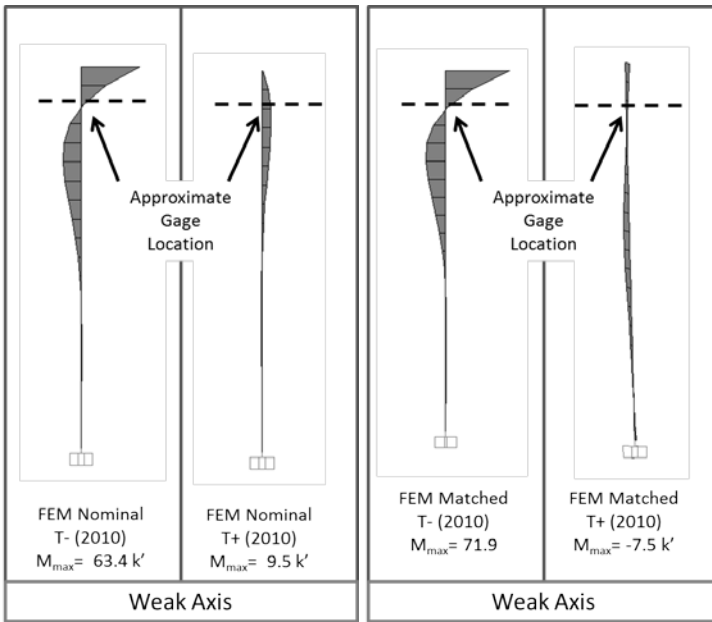 Approximate
Gage
Location
FEM Nominal
T- (2010)
Mmax= 63.4 k’
FEM Nominal
T+ (2010)
Mmax= 9.5 k’
Weak Axis
Approximate
Gage
Location
FEM Matched
T- (2010)
Mmax= 71.9
FEM Matched
T+ (2010)
Mmax= -7.5 k’
Weak Axis